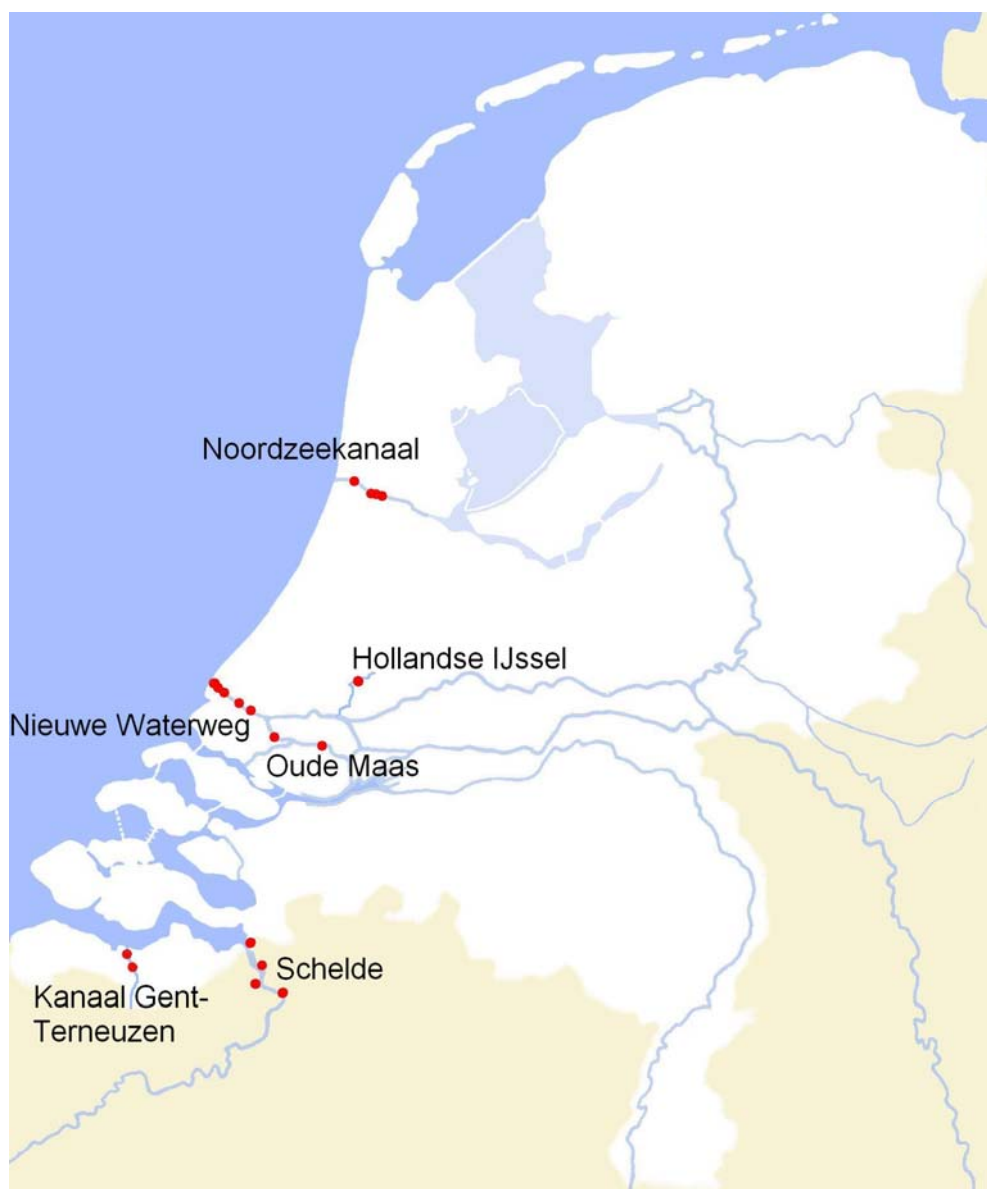 Noordzeekanaal
Hollandse IJssel
Nieuwe Waterweg
Oude Maas
Schelde
Kanaal Gent-
Terneuzen